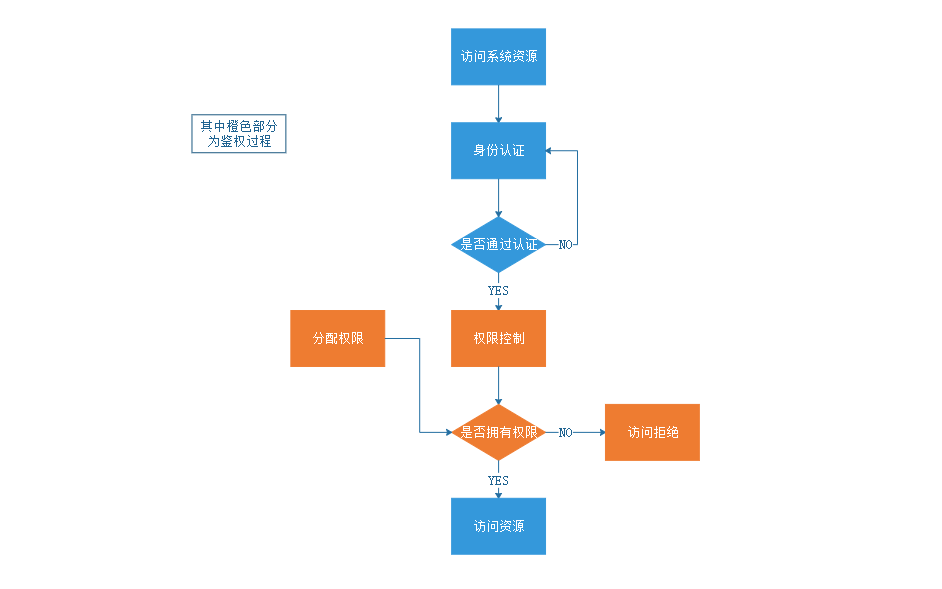 访问系统资源
其中橙色部分
为鉴权过程
身份认证
是否通过认证
NO
YES
分配权限
权限控制
是否拥有权限
NO
访问拒绝
YES
访问资源